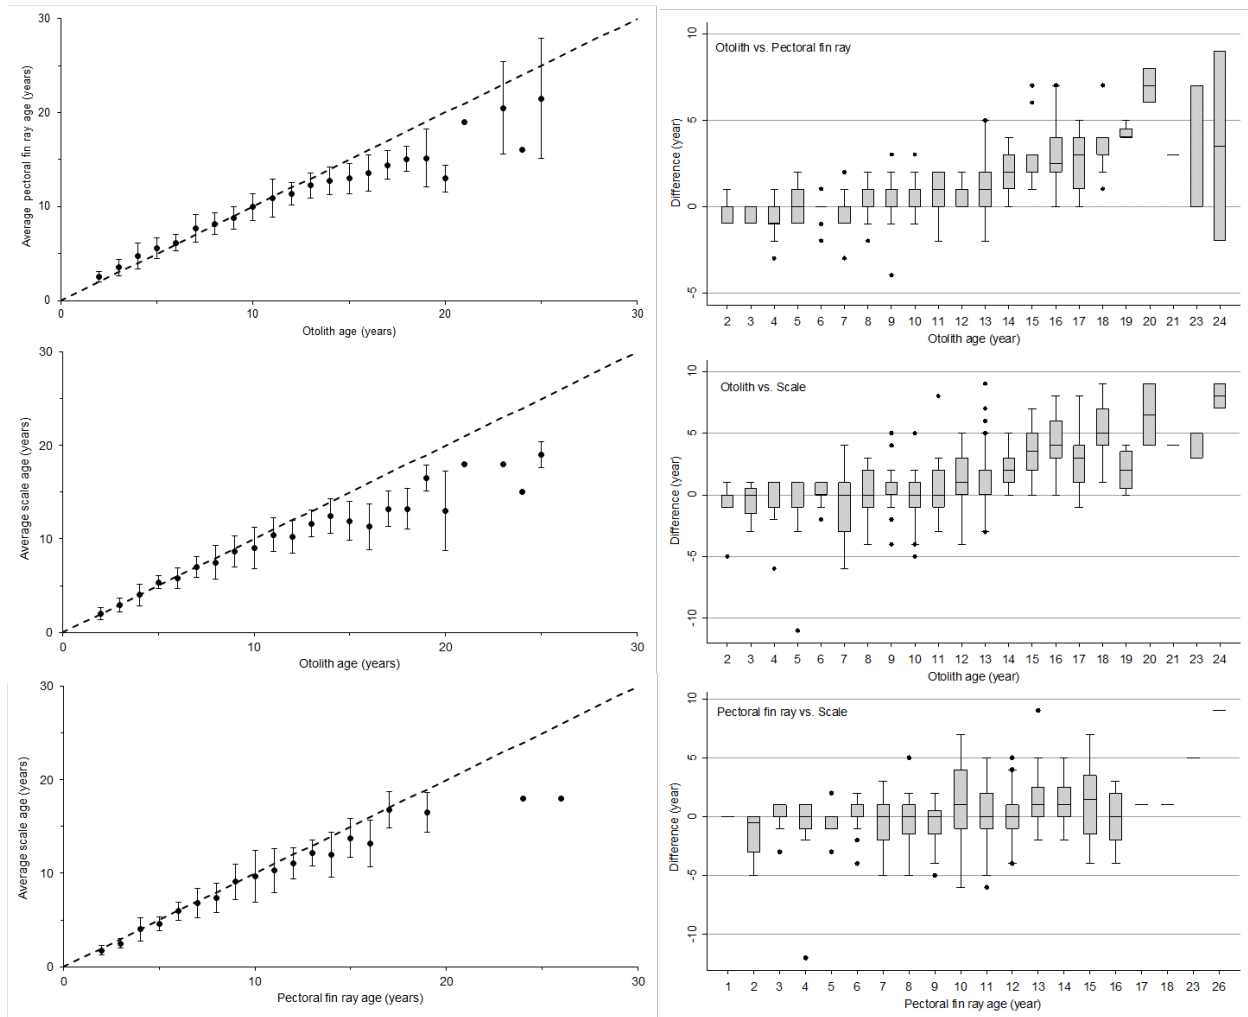 30
20
10
0
Average pectoral fin ray age (years)
0 10 20 30
Otolith age (years)
Otolith vs. Pectoral fin ray
10
5
0
-5
Difference (year)
2 3 4 5 6 7 8 9 10 11 12 13 14 15 16 17 18 19 20 21 23 24
Otolith age (year)
30
20
10
0
Average scale age (years)
0 10 20 30
Otolith age (years)
Otolith vs. Scale
10
5
0
-5
-10
Difference (year)
2 3 4 5 6 7 8 9 10 11 12 13 14 15 16 17 18 19 20 21 23 24
Otolith age (year)
30
20
10
0
Average scale age (years)
0 10 20 30
Pectoral fin ray age (years)
Pectoral fin ray vs. Scale
10
5
0
-5
-10
Difference (year)
1 2 3 4 5 6 7 8 9 10 11 12 13 14 15 16 17 18 23 26
Pectoral fin ray age (year)